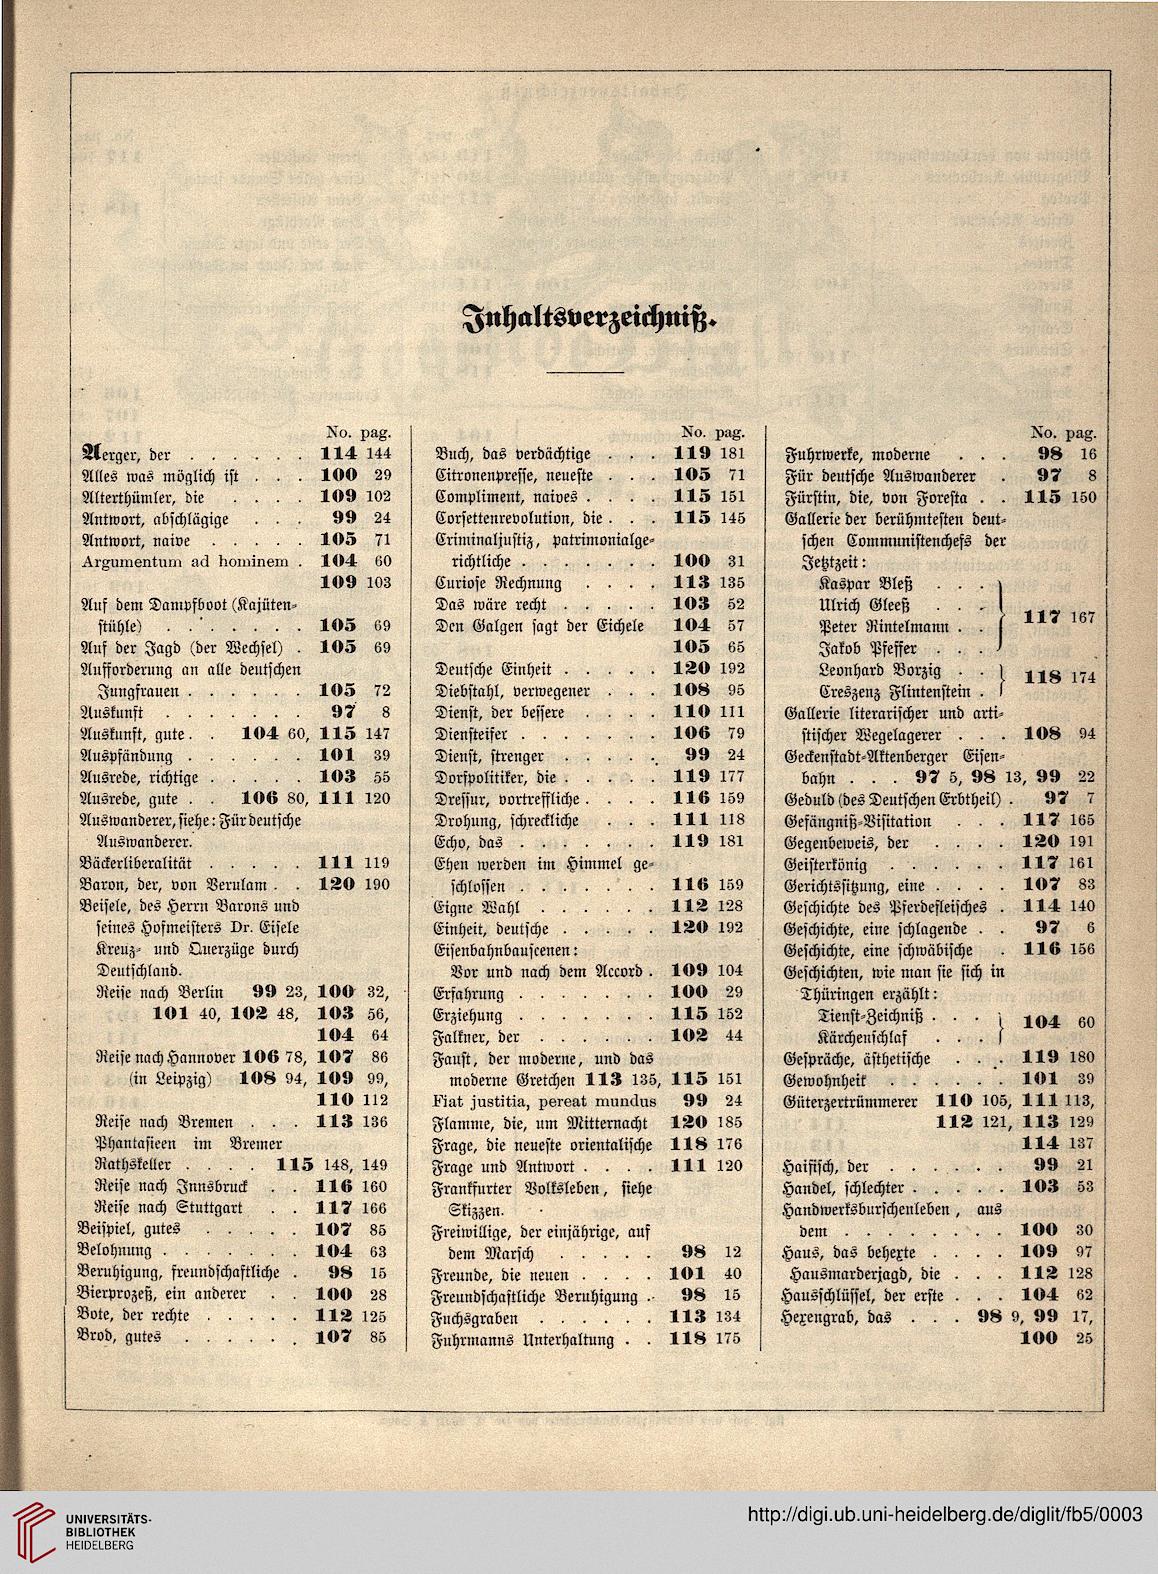 Inhaltsverzeichniß.
No. pag.
Aerger, der . . . . . . 114 144
Alles was möglich ist . . . 100 29
Alterthümler, die . . . . 109 102
Antwort, abschlägige . . . 99 24
Antwort, naive . . . . . 105 71
Argumentum ad hominem . 104 60
109 103
Auf dem Dampfboot (Kajüten-
stühle) . . . . . . . 105 69
Auf der Jagd (der Wechsel) . 105 69
Aufforderung an alle deutschen
Jungfrauen . . . . . . 105 72
Auskunft . . . . . . . 97 8
Auskunft, gute . . 104 60, 115 147
Auspfändung . . . . . . 101 39
Ausrede, richtige . . . . . 103 55
Ausrede, gute . . 106 80, 111 120
Auswanderer, siehe: Für deutsche
Auswanderer.
Bäckerliberalität . . . . . 111 119
Baron, der, von Verulam . . 120 190
Beisele, des Herrn Barons und
seines Hofmeisters Dr. Eisele
Kreuz- und Querzüge durch
Deutschland.
Reise nach Berlin 99 23, 100 32,
101 40, 102 48, 103 56,
104 64
Reise nach Hannover 106 78, 107 86
(in Leipzig) 108 94, 109 99,
110 112
Reise nach Bremen . . . 113 136
Phantasieen im Bremer
Rathskeller . . . . 115 148, 149
Reise nach Innsbruck . . 116 160
Reise nach Stuttgart . . 117 166
Beispiel, gutes . . . . . 107 85
Belohnung . . . . . . . 104 63
Beruhigung, freundschaftliche . 98 15
Bierprozeß, ein anderer . . 100 28
Bote, der rechte . . . . . 112 125
Brod, gutes . . . . . . 107 85
No. pag.
Buch, das verdächtige . . . 119 181
Citronenpresse, neueste . . . 105 71
Compliment, naives . . . . 115 151
Corsettenrevolution, die . . . 115 145
Criminaljustiz, patrimonialge-
richtliche . . . . . . . 100 31
Curiose Rechnung . . . . 113 135
Das wäre recht . . . . . 103 52
Den Galgen sagt der Eichele 104 57
105 65
Deutsche Einheit . . . . . 120 192
Diebstahl, verwegener . . . 108 95
Dienst, der bessere . . . . 110 111
Diensteifer . . . . . . . 106 79
Dienst, strenger . . . . . 99 24
Dorfpolitiker, die . . . . . 119 177
Dressur, vortreffliche . . . . 116 159
Drohung, schreckliche . . . 111 118
Echo, das . . . . . . . 119 181
Ehen werden im Himmel ge-
schlossen . . . . . . . 116 159
Eigne Wahl . . . . . . 112 128
Einheit, deutsche . . . . . 120 192
Eisenbahnbauscenen:
Vor und nach dem Accord . 109 104
Erfahrung . . . . . . . 100 29
Erziehung . . . . . . . 115 152
Falkner, der . . . . . . 102 44
Faust, der moderne, und das
moderne Gretchen 113 135, 115 151
Fiat justitia, pereat mundus 99 24
Flamme, die, um Mitternacht 120 185
Frage, die neueste orientalische 118 176
Frage und Antwort . . . . 111 120
Frankfurter Volksleben, siehe
Skizzen.
Freiwillige, der einjährige, auf
dem Marsch . . . . . 98 12
Freunde, die neuen . . . . 101 40
Freundschaftliche Beruhigung . . 98 15
Fuchsgraben . . . . . . 113 134
Fuhrmanns Unterhaltung . . 118 175
No. pag.
Fuhrwerke, moderne . . . 98 16
Für deutsche Auswanderer . 97 8
Fürstin, die, von Foresta . . 115 150
Gallerie der berühmtesten deut-
schen Communistenchefs der
Jetztzeit:
Kaspar Bleß . . .
Ulrich Gleeß . . .
Peter Rintelmann . . 117 167
Jakob Pfeffer . . .
Leonhard Vorzig . . 118 174
Creszenz Flintenstein .
Gallerie literarischer und arti-
stischer Wegelagerer . . . 108 94
Geckenstadt-Aktenberger Eisen-
bahn . . . 97 5, 98 13, 99 22
Geduld (des Deutschen Erbtheil) . 97 7
Gefängniß-Visitation . . . 117 165
Gegenbeweis, der . . . . 120 191
Geisterkönig . . . . . . 117 161
Gerichtssitzung, eine . . . . 107 83
Geschichte des Pferdefleisches . 114 140
Geschichte, eine schlagende . . 97 6
Geschichte, eine schwäbische . 116 156
Geschichten, wie man sie sich in
Thüringen erzählt:
Dienst-Zeichniß . . . 104 60
Kärchenschlaf . . .
Gespräche, ästhetische . . . 119 180
Gewohnheit . . . . . . 101 39
Güterzertrümmerer 110 105, 111 113,
112 121, 113 129
114 137
Haifisch, der . . . . . . 99 21
Handel, schlechter . . . . . 103 53
Handwerksburschenleben, aus
dem . . . . . . . . 100 30
Haus, das behexte . . . . 109 97
Hausmarderjagd, die . . . 112 128
Hausschlüssel, der erste . . . 104 62
Hexengrab, das . . . 98 9, 99 17,
100 25
UNIVERSITÄTS-
BIBLIOTHEK
HEIDELBERG
http://digi.ub.uni-heidelberg.de/diglit/fb5/0003